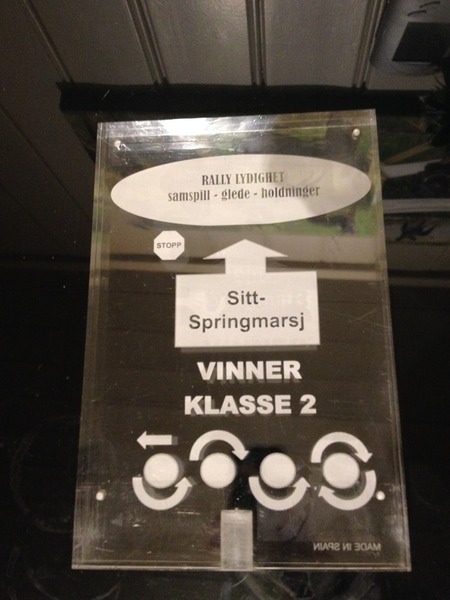 RALLY LYDIGHET
samspill - glede - holdninger
STOPP
Sitt-
Springmarsj
VINNER
KLASSE 2
MADE IN SPAIN